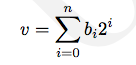 $v = \sum_{i=0}^{n} b_i 2^i$